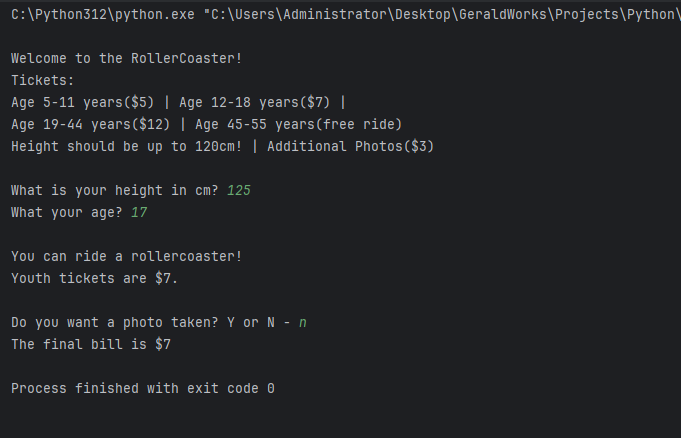 C:\Python312\python.exe "C:\Users\Administrator\Desktop\GeraldWorks\Projects\Python\
Welcome to the RollerCoaster!
Tickets:
Age 5-11 years($5) | Age 12-18 years($7) |
Age 19-44 years($12) | Age 45-55 years(free ride)
Height should be up to 120cm! | Additional Photos($3)
What is your height in cm? 125
What your age? 17
You can ride a rollercoaster!
Youth tickets are $7.
Do you want a photo taken? Y or N - n
The final bill is $7
Process finished with exit code 0